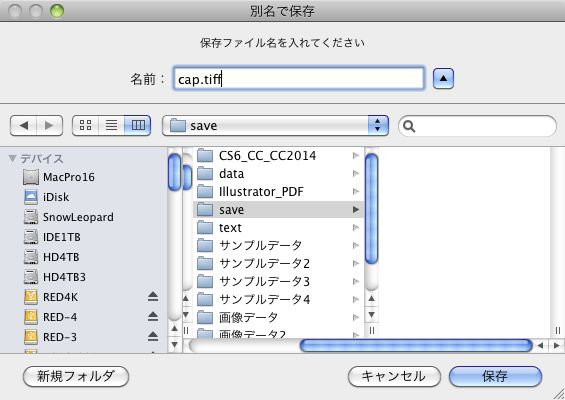 別名で保存
保存ファイル名を入れてください
名前：
cap.tiff
save
デバイス
MacPro16
iDisk
SnowLeopard
IDE1TB
HD4TB
HD4TB3
RED4K
RED-4
RED-3
CS6_CC_CC2014
data
Illustrator_PDF
save
text
サンプルデータ
サンプルデータ2
サンプルデータ3
サンプルデータ4
画像データ
画像データ2
新規フォルダ
キャンセル
保存